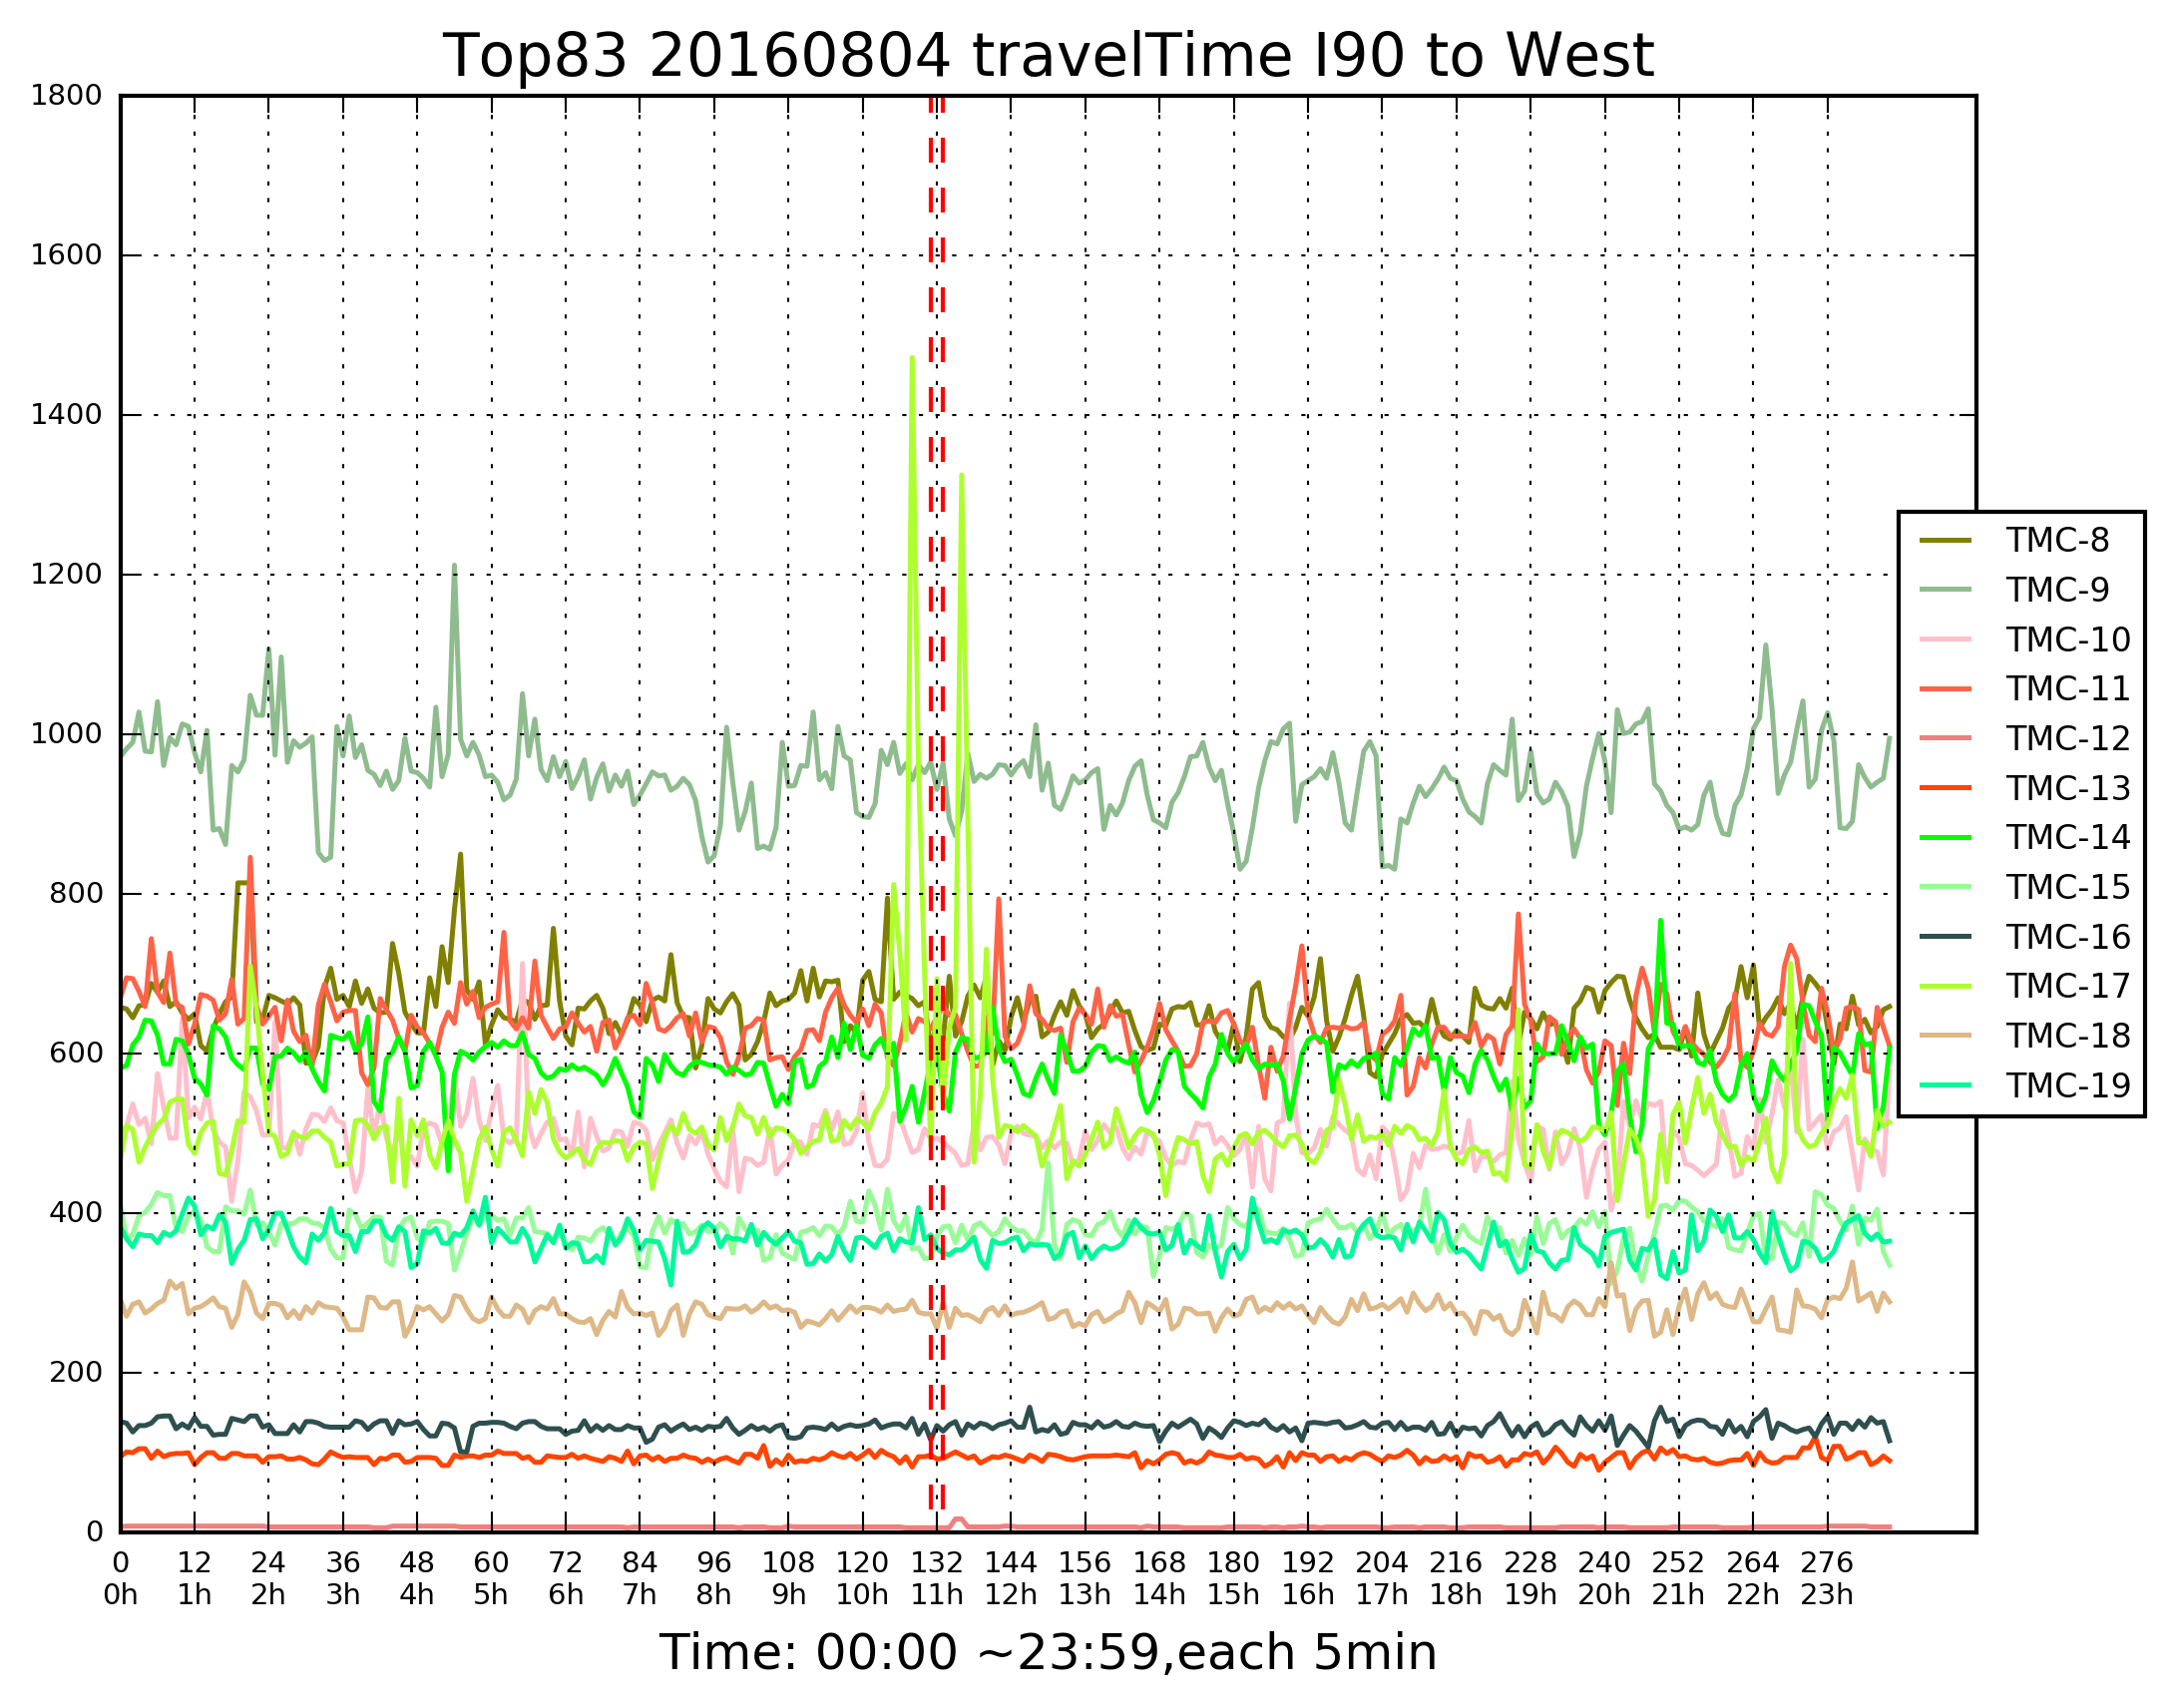 Top83 20160804 travelTime I90 to West
1800
1600
1400
1200
1000
800
600
400
200
0
TMC-8
TMC-9
TMC-10
TMC-11
TMC-12
TMC-13
TMC-14
TMC-15
TMC-16
TMC-17
TMC-18
TMC-19
0 12 24 36 48 60 72 84 96 108 120 132 144 156 168 180 192 204 216 228 240 252 264 276
0h 1h 2h 3h 4h 5h 6h 7h 8h 9h 10h 11h 12h 13h 14h 15h 16h 17h 18h 19h 20h 21h 22h 23h
Time: 00:00 ~23:59,each 5min